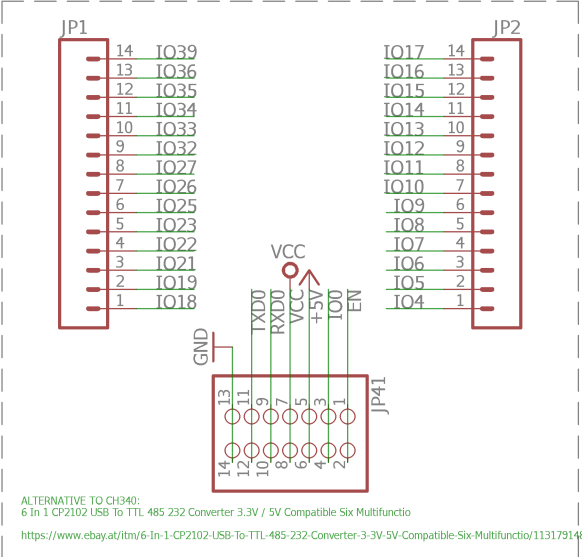 JP1
14 IO39
13 IO36
12 IO35
11 IO34
10 IO33
9 IO32
8 IO27
7 IO26
6 IO25
5 IO23
4 IO22
3 IO21
2 IO19
1 IO18
JP2
IO17 14
IO16 13
IO15 12
IO14 11
IO13 10
IO12 9
IO11 8
IO10 7
IO9 6
IO8 5
IO7 4
IO6 3
IO5 2
IO4 1
VCC
GND
TXD0
RXD0
VCC
+5V
IO0
EN
JP41
13 11 9 7 5 3 1
14 12 10 8 6 4 2
ALTERNATIVE TO CH340:
6 In 1 CP2102 USB To TTL 485 232 Converter 3.3V / 5V Compatible Six Multifunctio
https://www.ebay.at/itm/6-In-1-CP2102-USB-To-TTL-485-232-Converter-3-3V-5V-Compatible-Six-Multifunctio/11317914